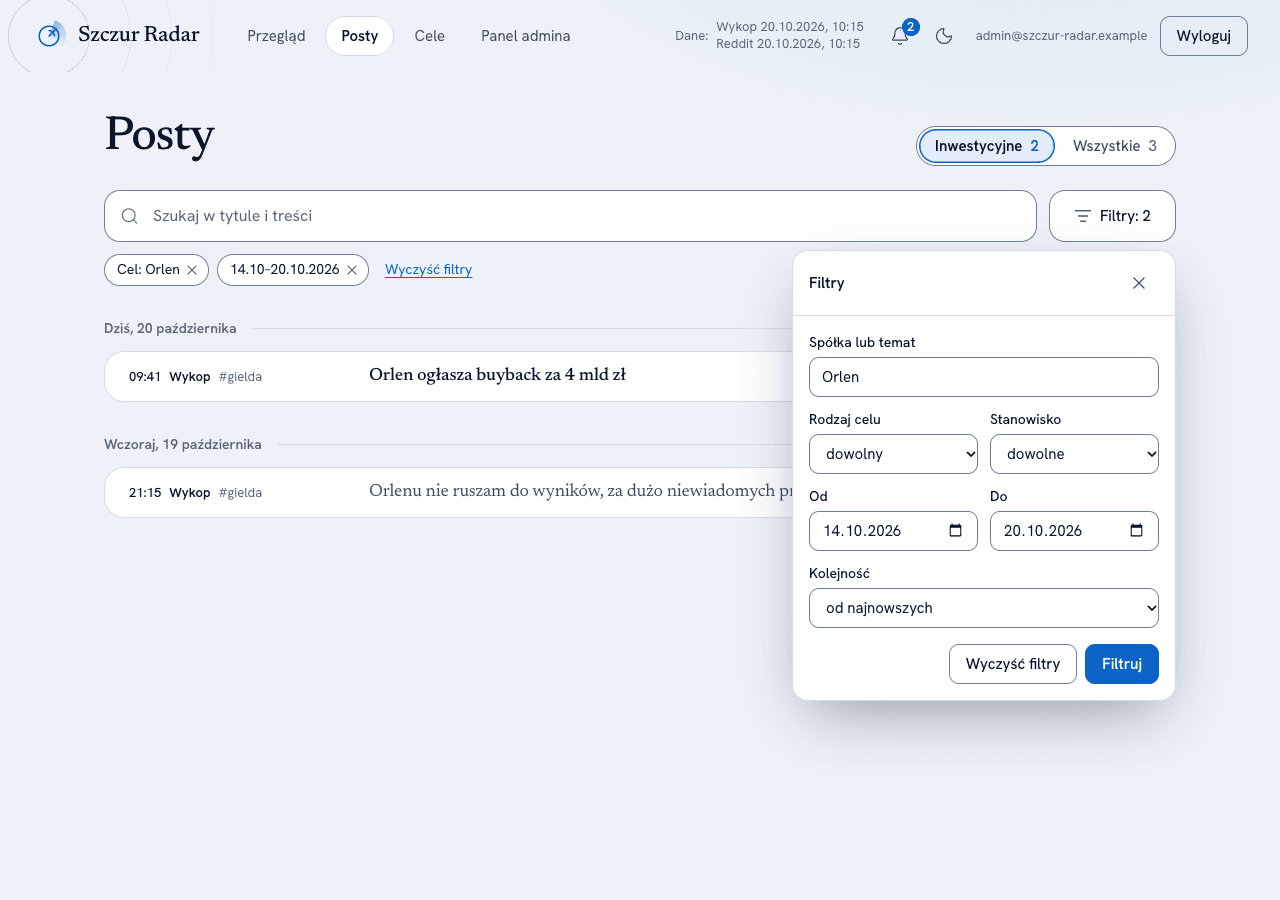 Szczur Radar
Przegląd
Posty
Cele
Panel admina
Dane:
Wykop 20.10.2026, 10:15
Reddit 20.10.2026, 10:15
2
admin@szczur-radar.example
Wyloguj
Posty
Inwestycyjne 2
Wszystkie 3
Szukaj w tytule i treści
Filtry: 2
Cel: Orlen
14.10–20.10.2026
Wyczyść filtry
Dziś, 20 października
09:41 Wykop #gielda
Orlen ogłasza buyback za 4 mld zł
Wczoraj, 19 października
21:15 Wykop #gielda
Orlenu nie ruszam do wyników, za dużo niewiadomych
Filtry
Spółka lub temat
Orlen
Rodzaj celu
Stanowisko
dowolny
dowolne
Od
Do
14.10.2026
20.10.2026
Kolejność
od najnowszych
Wyczyść filtry
Filtruj